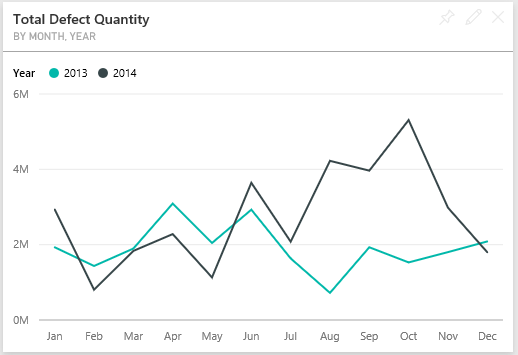 Total Defect Quantity
BY MONTH, YEAR
Year 2013 2014
6M
4M
2M
0M
Jan Feb Mar Apr May Jun Jul Aug Sep Oct Nov Dec